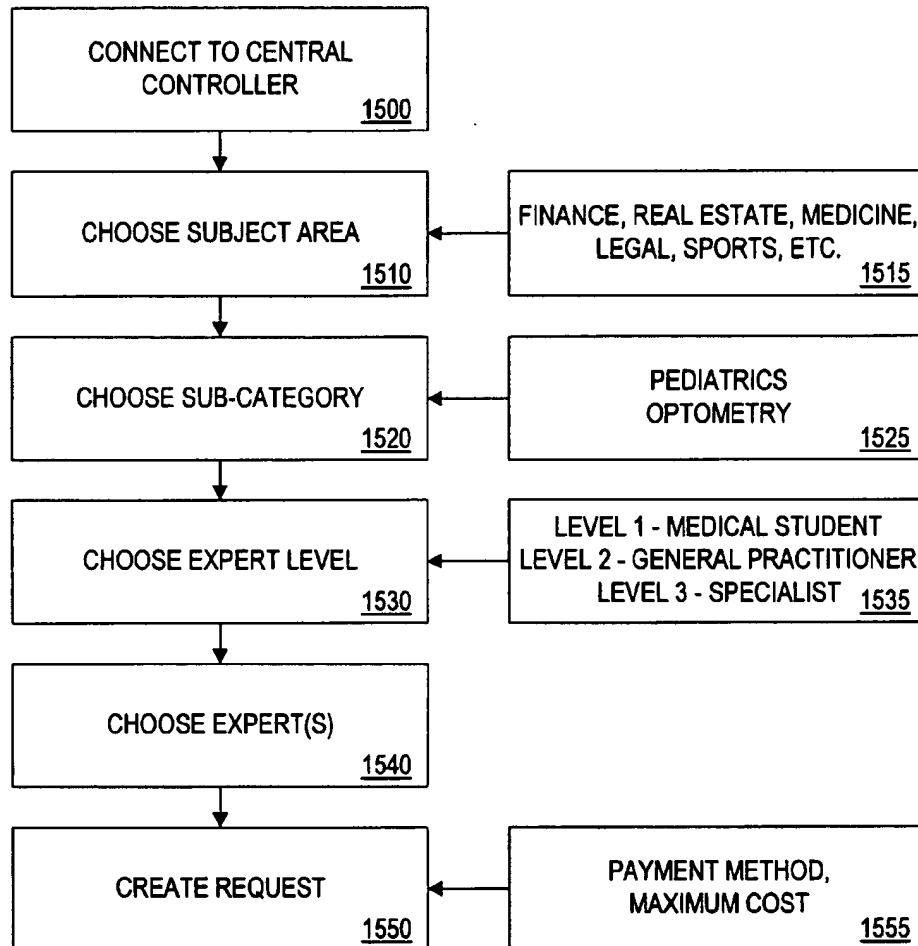 CONNECT TO CENTRAL
CONTROLLER
1500
CHOOSE SUBJECT AREA
1510
FINANCE, REAL ESTATE, MEDICINE,
LEGAL, SPORTS, ETC.
1515
CHOOSE SUB-CATEGORY
1520
PEDIATRICS
OPTOMETRY
1525
CHOOSE EXPERT LEVEL
1530
LEVEL 1 - MEDICAL STUDENT
LEVEL 2 - GENERAL PRACTITIONER
LEVEL 3 - SPECIALIST
1535
CHOOSE EXPERT(S)
1540
CREATE REQUEST
1550
PAYMENT METHOD,
MAXIMUM COST
1555